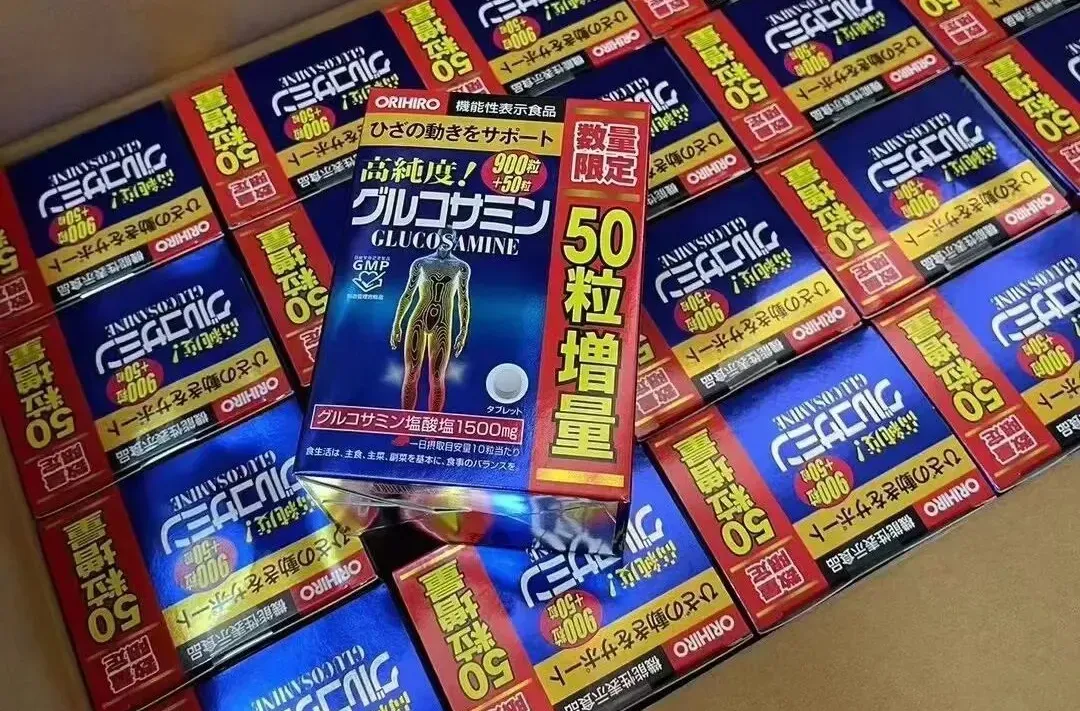 ORIHIRO
機能性表示食品
ひざの動きをサポート
高純度!
900粒
+50粒
グルコサミン
GLUCOSAMINE
GMP
タブレット
グルコサミン塩酸塩1500mg
一日摂取目安量10粒当たり
食生活は、主食、主菜、副菜を基本に、食事のバランスを。
数量
限定
50粒増量